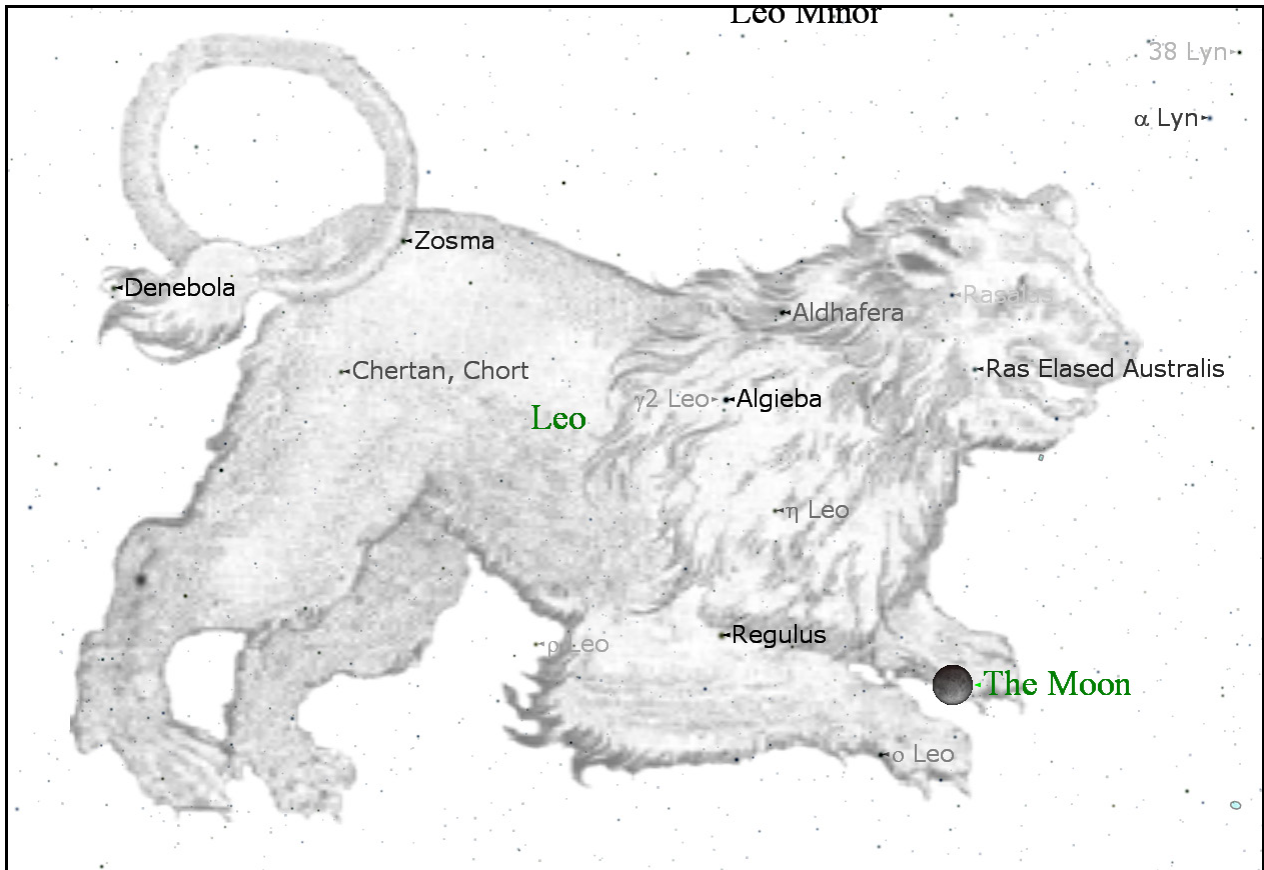 Leo Minor
38 Lyn
α Lyn
Zosma
Denebola
Rasalas
Aldhafera
Chertan, Chort
Ras Elased Australis
γ2 Leo
Algieba
Leo
η Leo
Regulus
ρ Leo
The Moon
ο Leo